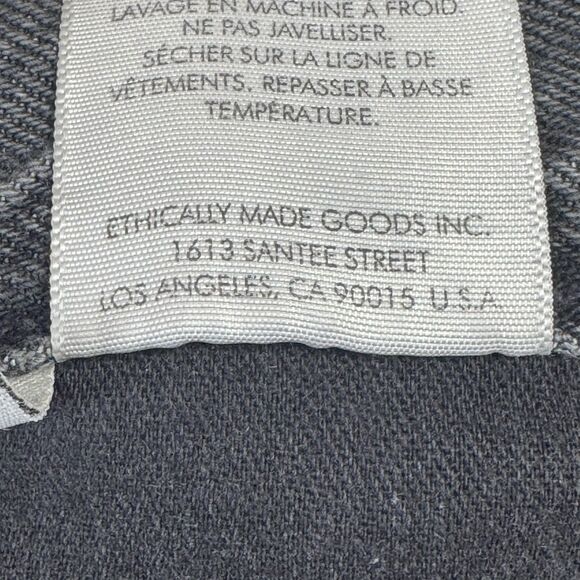 LAVAGE EN MACHINE À FROID.
NE PAS JAVELLISER.
SÉCHER SUR LA LIGNE DE
VÊTEMENTS. REPASSER À BASSE
TEMPÉRATURE.
ETHICALLY MADE GOODS INC.
1613 SANTEE STREET
LOS ANGELES, CA 90015 U.S.A.